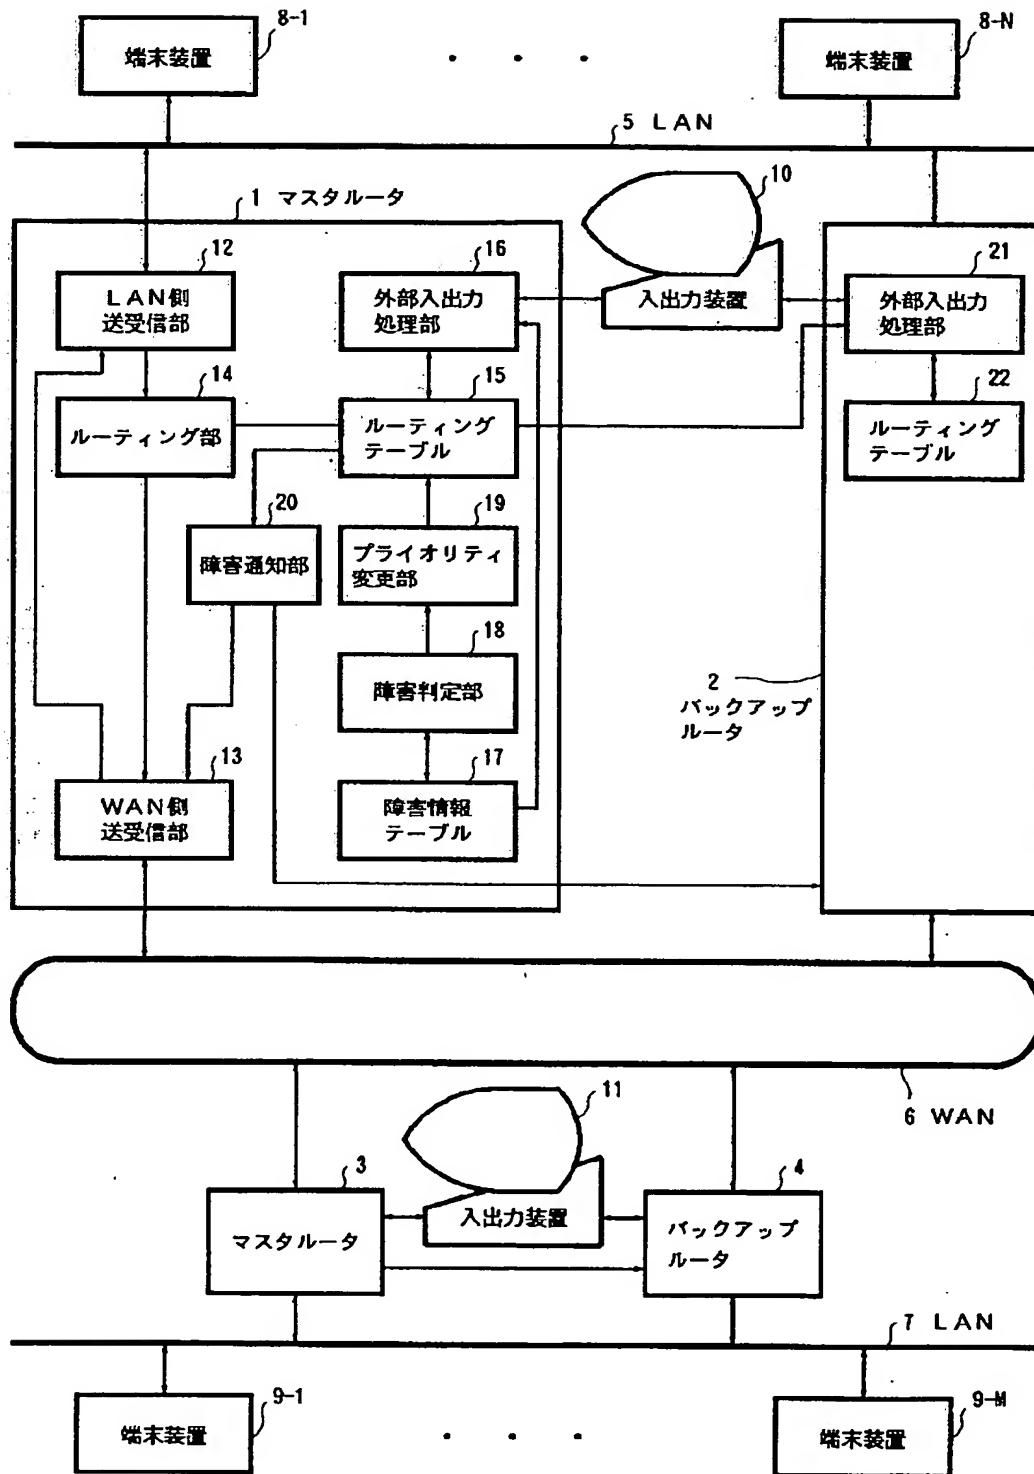 8-1
端末装置
8-N
端末装置
5 LAN
1 マスタルータ
10
入出力装置
12
LAN側
送受信部
16
外部入出力
処理部
21
外部入出力
処理部
14
ルーティング部
15
ルーティング
テーブル
22
ルーティング
テーブル
20
障害通知部
19
プライオリティ
変更部
18
障害判定部
2
バックアップ
ルータ
13
WAN側
送受信部
17
障害情報
テーブル
6 WAN
11
入出力装置
3
マスタルータ
4
バックアップ
ルータ
7 LAN
9-1
端末装置
9-M
端末装置